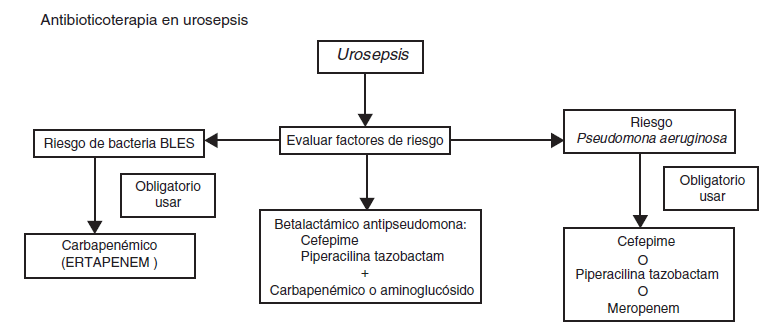 Antibioticoterapia en urosepsis
Urosepsis
Riesgo de bacteria BLES
Evaluar factores de riesgo
Riesgo
Pseudomona aeruginosa
Obligatorio
usar
Obligatorio
usar
Carbapenémico
(ERTAPENEM )
Betalactámico antipseudomona:
Cefepime
Piperacilina tazobactam
+
Carbapenémico o aminoglucósido
Cefepime
O
Piperacilina tazobactam
O
Meropenem